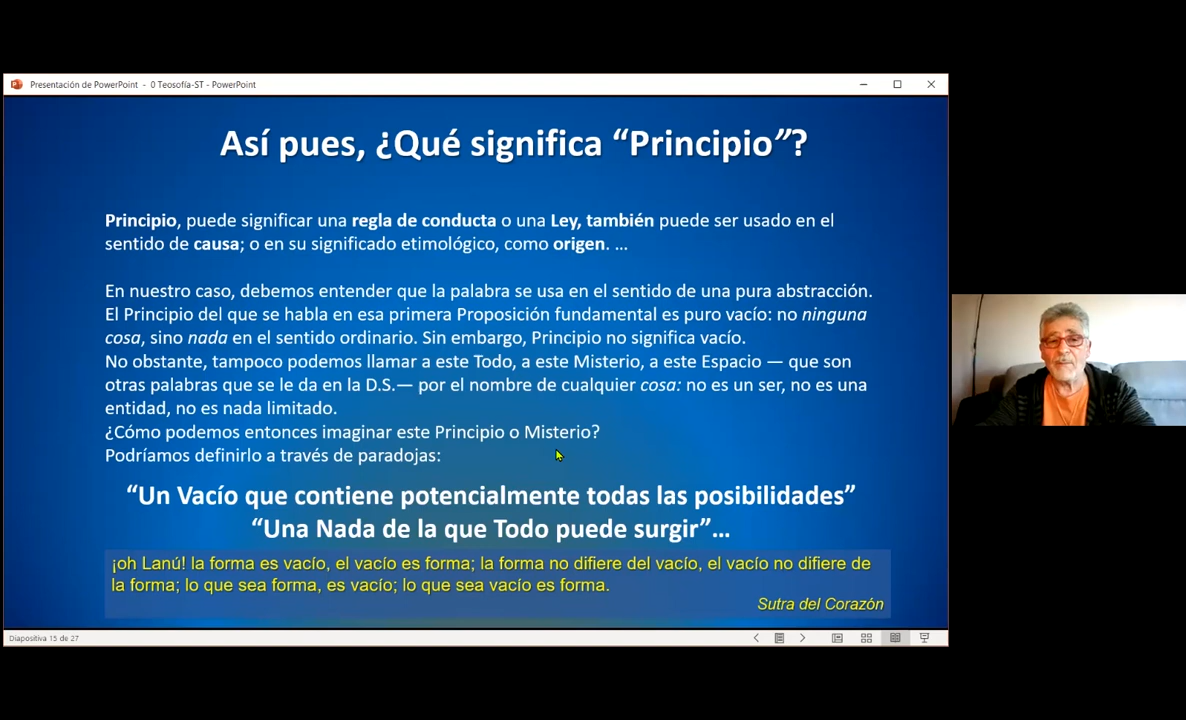 Presentación de PowerPoint - 0 Teosofía-ST - PowerPoint
Así pues, ¿Qué significa “Principio”?
Principio, puede significar una regla de conducta o una Ley, también puede ser usado en el
sentido de causa; o en su significado etimológico, como origen. ...
En nuestro caso, debemos entender que la palabra se usa en el sentido de una pura abstracción.
El Principio del que se habla en esa primera Proposición fundamental es puro vacío: no ninguna
cosa, sino nada en el sentido ordinario. Sin embargo, Principio no significa vacío.
No obstante, tampoco podemos llamar a este Todo, a este Misterio, a este Espacio — que son
otras palabras que se le da en la D.S.— por el nombre de cualquier cosa: no es un ser, no es una
entidad, no es nada limitado.
¿Cómo podemos entonces imaginar este Principio o Misterio?
Podríamos definirlo a través de paradojas:
“Un Vacío que contiene potencialmente todas las posibilidades”
“Una Nada de la que Todo puede surgir”...
¡oh Lanú! la forma es vacío, el vacío es forma; la forma no difiere del vacío, el vacío no difiere de
la forma; lo que sea forma, es vacío; lo que sea vacío es forma.
Sutra del Corazón
Diapositiva 15 de 27